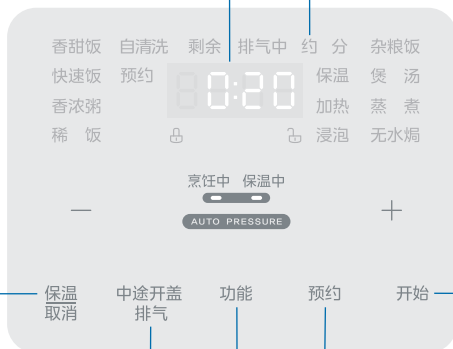 香甜饭 自清洗 剩余 排气中 约 分 杂粮饭
快速饭 预约 0:20 保温 煲 汤
香浓粥 加热 蒸 煮
稀 饭 浸泡 无水焗
烹饪中 保温中
AUTO PRESSURE
— +
保温 中途开盖 功能 预约 开始
取消 排气